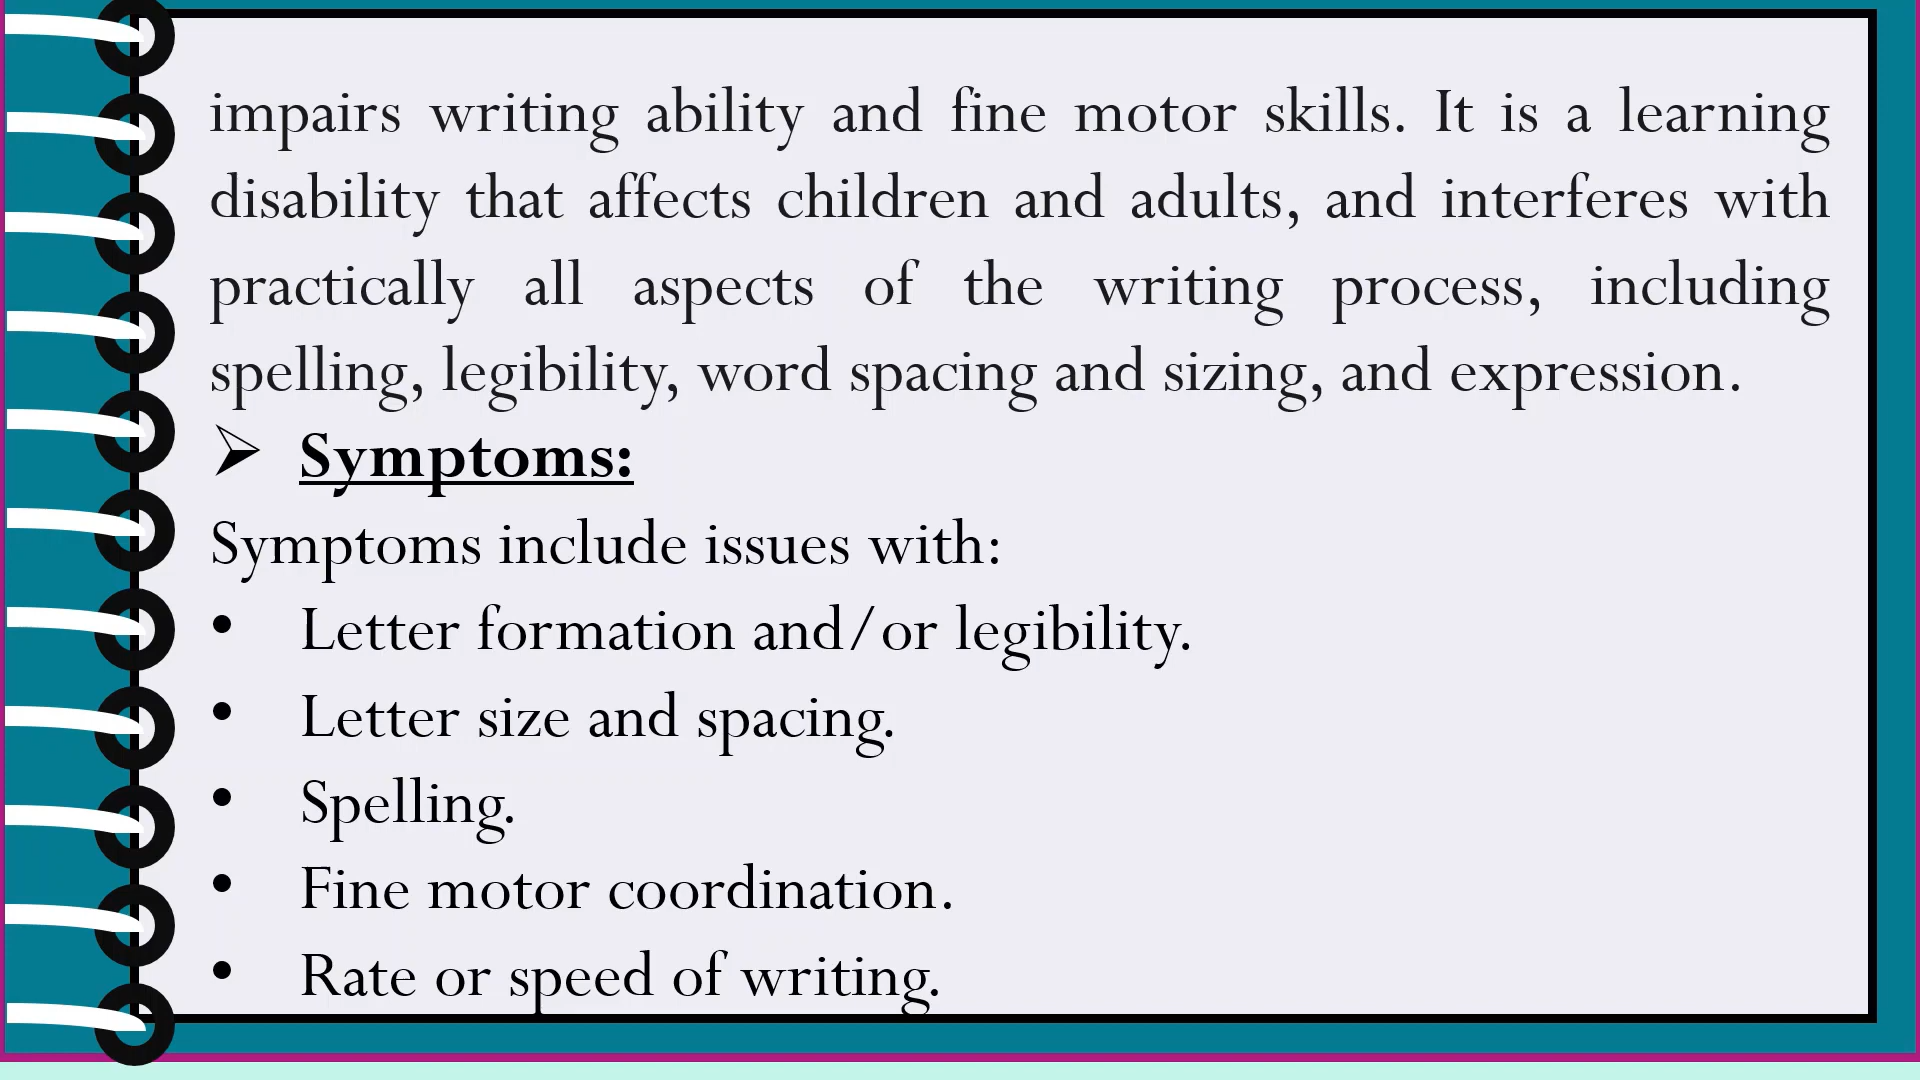 impairs writing ability and fine motor skills. It is a learning
disability that affects children and adults, and interferes with
practically all aspects of the writing process, including
spelling, legibility, word spacing and sizing, and expression.
➢ Symptoms:
Symptoms include issues with:
• Letter formation and/or legibility.
• Letter size and spacing.
• Spelling.
• Fine motor coordination.
• Rate or speed of writing.